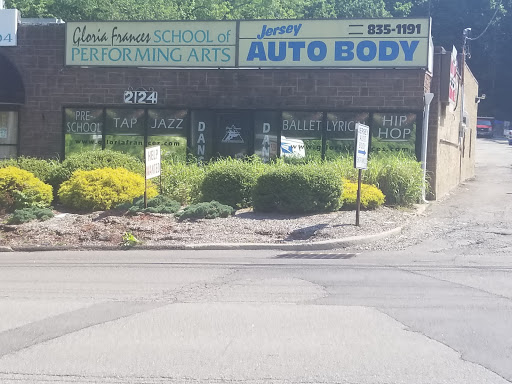 Gloria Frances SCHOOL of
PERFORMING ARTS
Jersey 835-1191
AUTO BODY
2124
PRE-
SCHOOL
TAP
JAZZ
DAN
DAN
BALLET
LYRIC
HIP
HOP